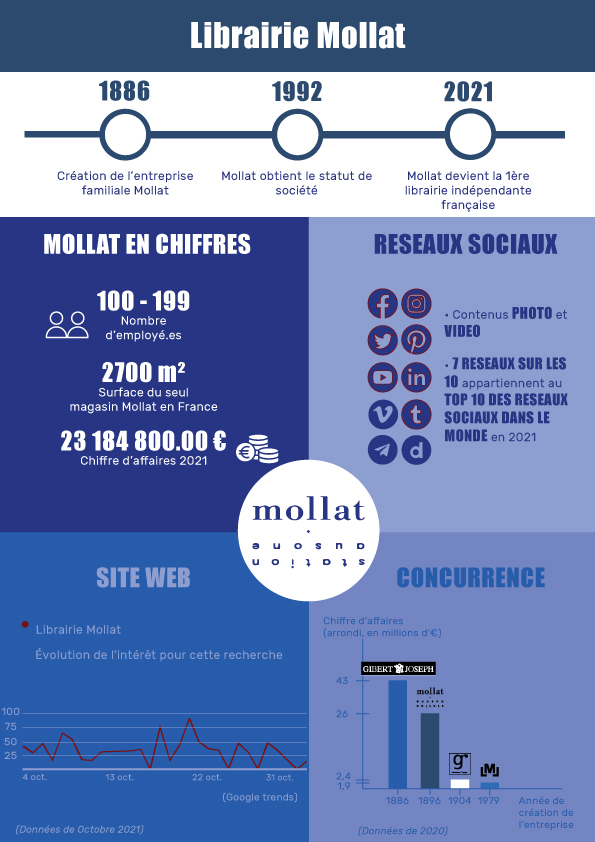 Librairie Mollat
1886
1992
2021
Création de l'entreprise
familiale Mollat
Mollat obtient le statut de
société
Mollat devient la 1ère
librairie indépendante
française
MOLLAT EN CHIFFRES
100 - 199
Nombre
d'employé.es
2700 m²
Surface du seul
magasin Mollat en France
23 184 800.00 €
Chiffre d'affaires 2021
RESEAUX SOCIAUX
• Contenus PHOTO et
VIDEO
• 7 RESEAUX SUR LES
10 appartiennent au
TOP 10 DES RESEAUX
SOCIAUX DANS LE
MONDE en 2021
mollat
ausone
station
SITE WEB
Librairie Mollat
Évolution de l'intérêt pour cette recherche
100
75
50
25
4 oct.
13 oct.
22 oct.
31 oct.
(Google trends)
(Données de Octobre 2021)
CONCURRENCE
Chiffre d'affaires
(arrondi, en millions d'€)
GIBERT JOSEPH
mollat
43
26
2,4
1,9
1886
1896
1904
1979
Année de
création de
l'entreprise
(Données de 2020)